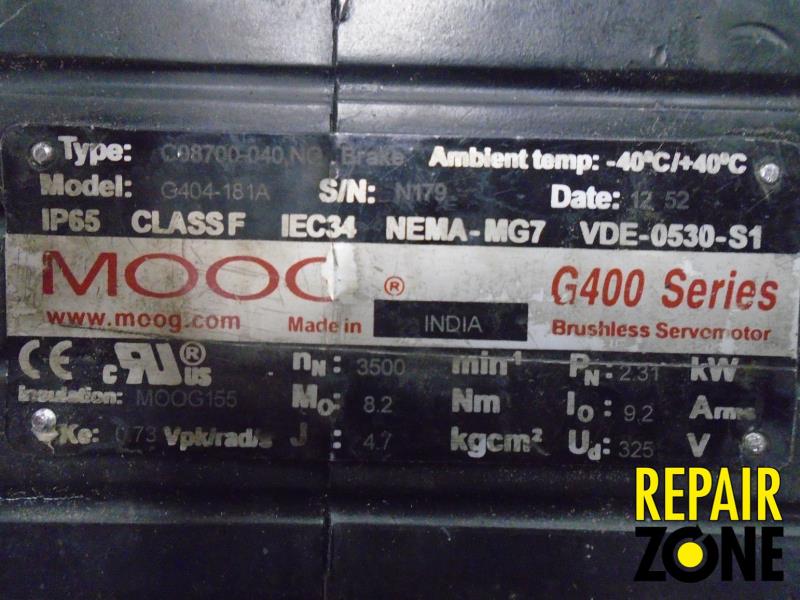 Type: C08700-040,NO Brake Ambient temp: -40°C/+40°C
Model: G404-181A S/N: N179 Date: 12 52
IP65 CLASS F IEC34 NEMA-MG7 VDE-0530-S1
MOOG ® G400 Series
www.moog.com Made in INDIA Brushless Servomotor
CE c RU ® US nN: 3500 min-1 PN: 2.31 kW
Insulation: MOOG155 Mo: 8.2 Nm Io: 9.2 Arms
Ke: 0.73 Vpk/rad/s J : 4.7 kgcm² Ud: 325 V
REPAIR
ZONE